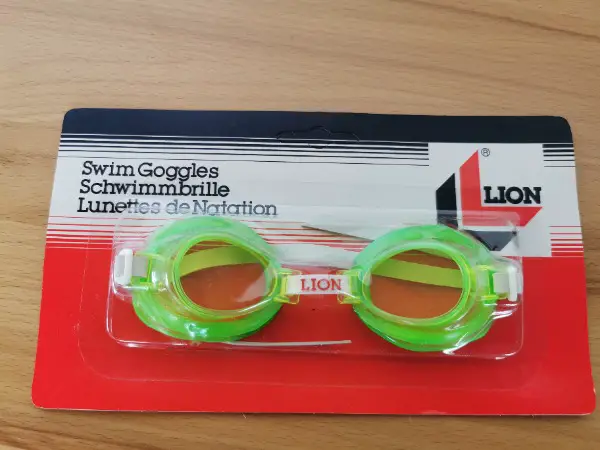 Swim Goggles
Schwimmbrille
Lunettes de Natation
®
LION
LION